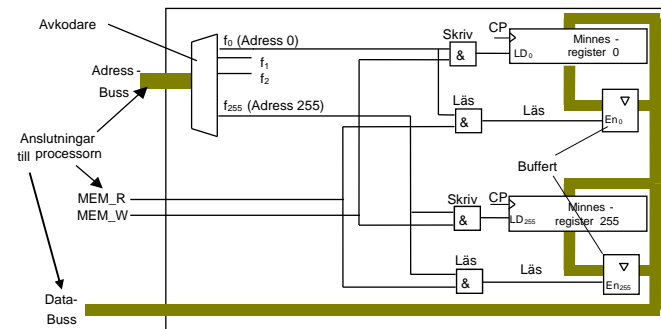 Avkodare
f0 (Adress 0)
f1
f2
Adress -
Buss
f255 (Adress 255)
Skriv
&
CP
LD0
Minnes -
register 0
Läs
&
Läs
∇
En0
Anslutningar
till processorn
Buffert
MEM_R
MEM_W
Skriv
&
CP
LD255
Minnes -
register 255
Läs
&
Läs
∇
En255
Data-
Buss